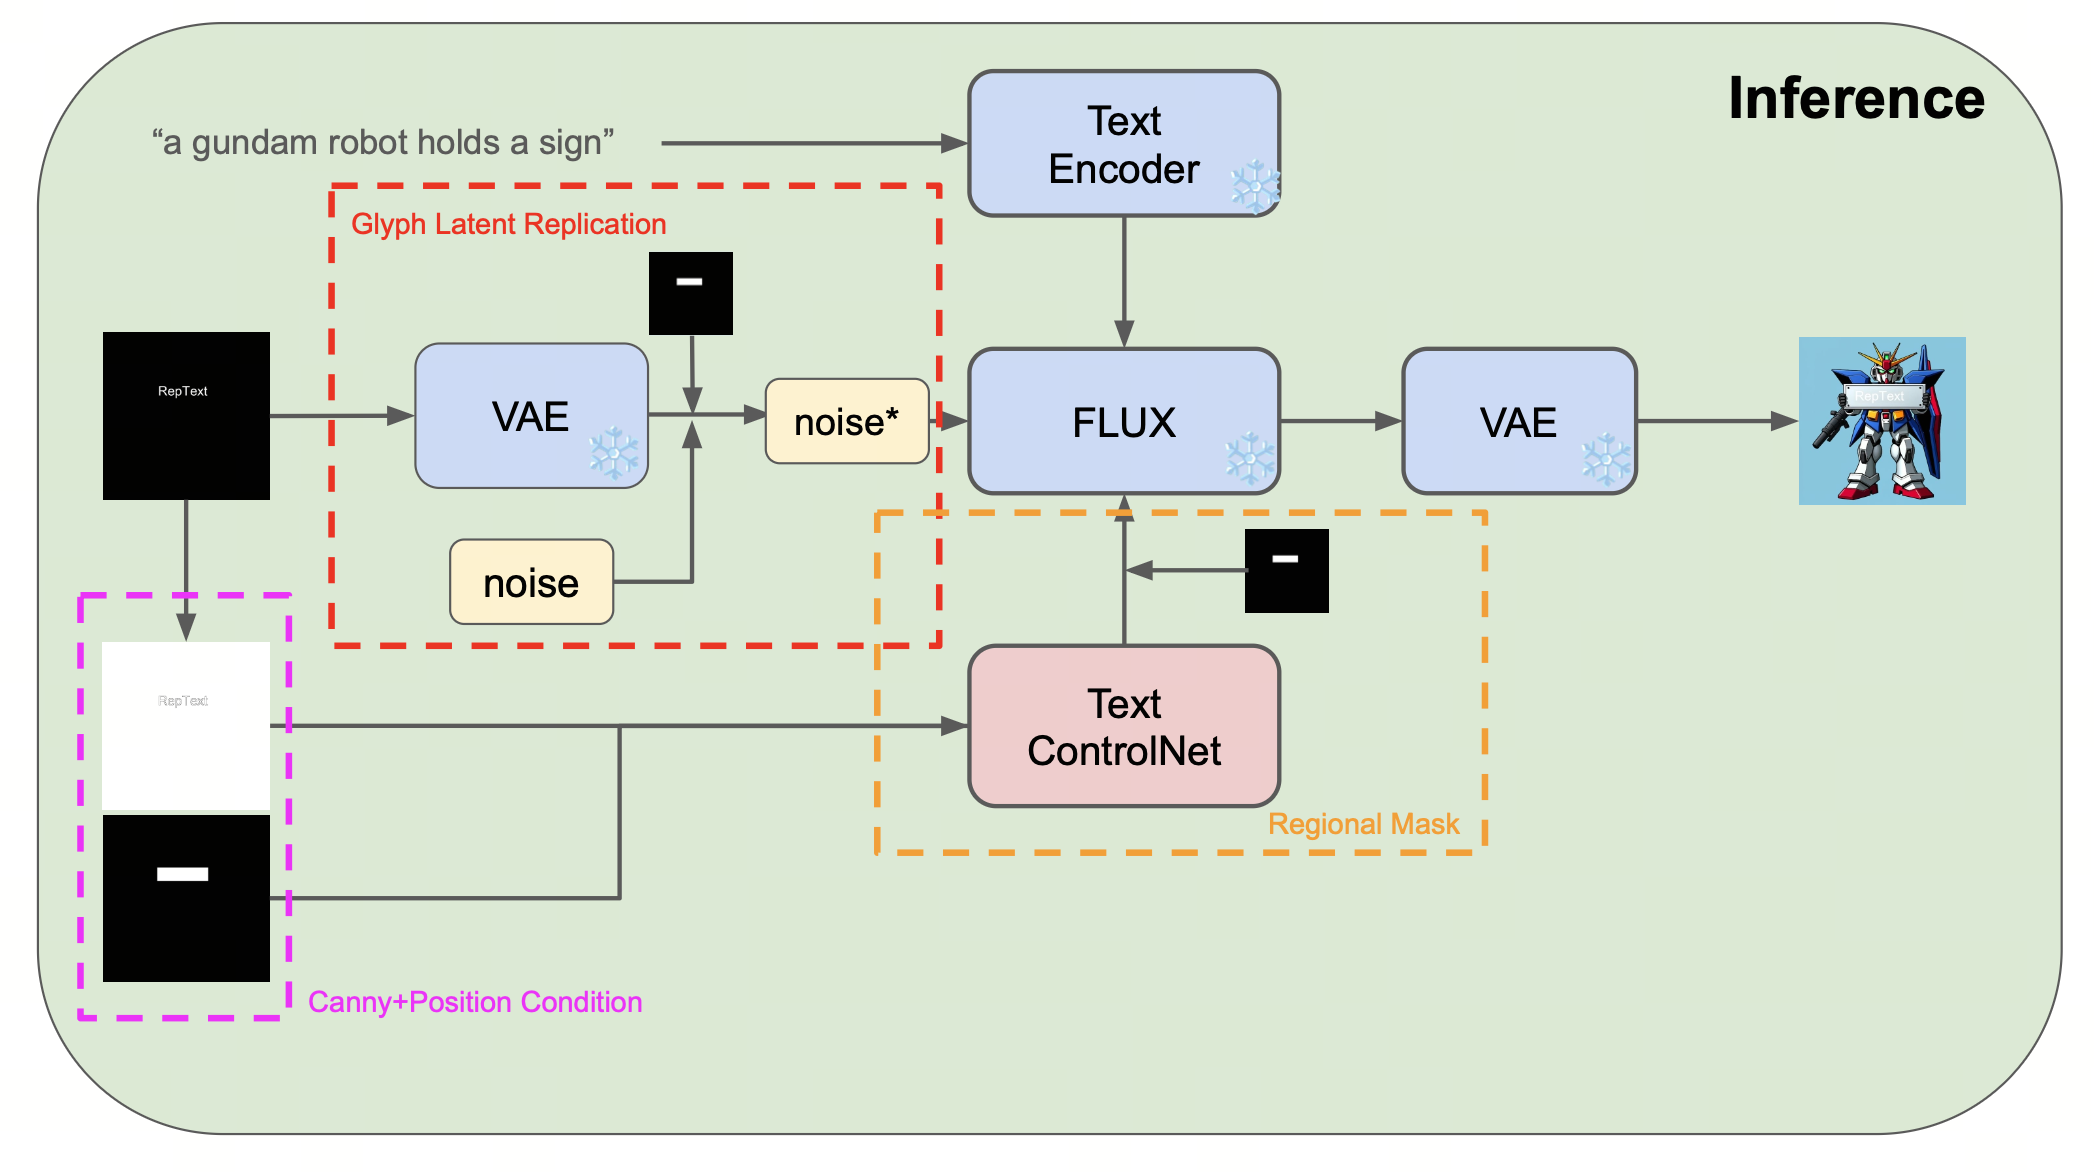 Inference
“a gundam robot holds a sign”
Text
Encoder
Glyph Latent Replication
RepText
VAE
noise*
FLUX
VAE
RepText
noise
RepText
Text
ControlNet
Regional Mask
Canny+Position Condition